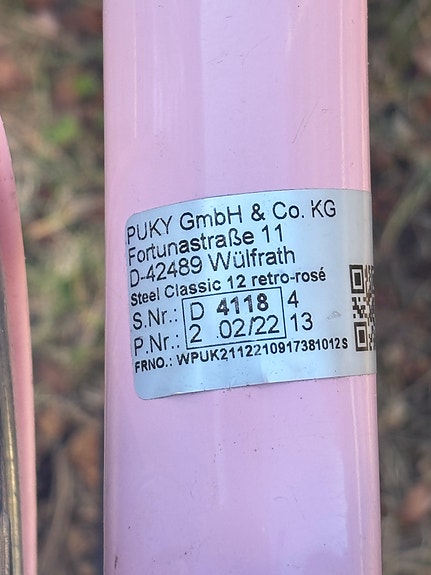 PUKY GmbH & Co. KG
Fortunastraße 11
D-42489 Wülfrath
Steel Classic 12 retro-rosé
S.Nr.: D 4118 4
P.Nr.: 2 02/22 13
FRNO.: WPUK2112210917381012S